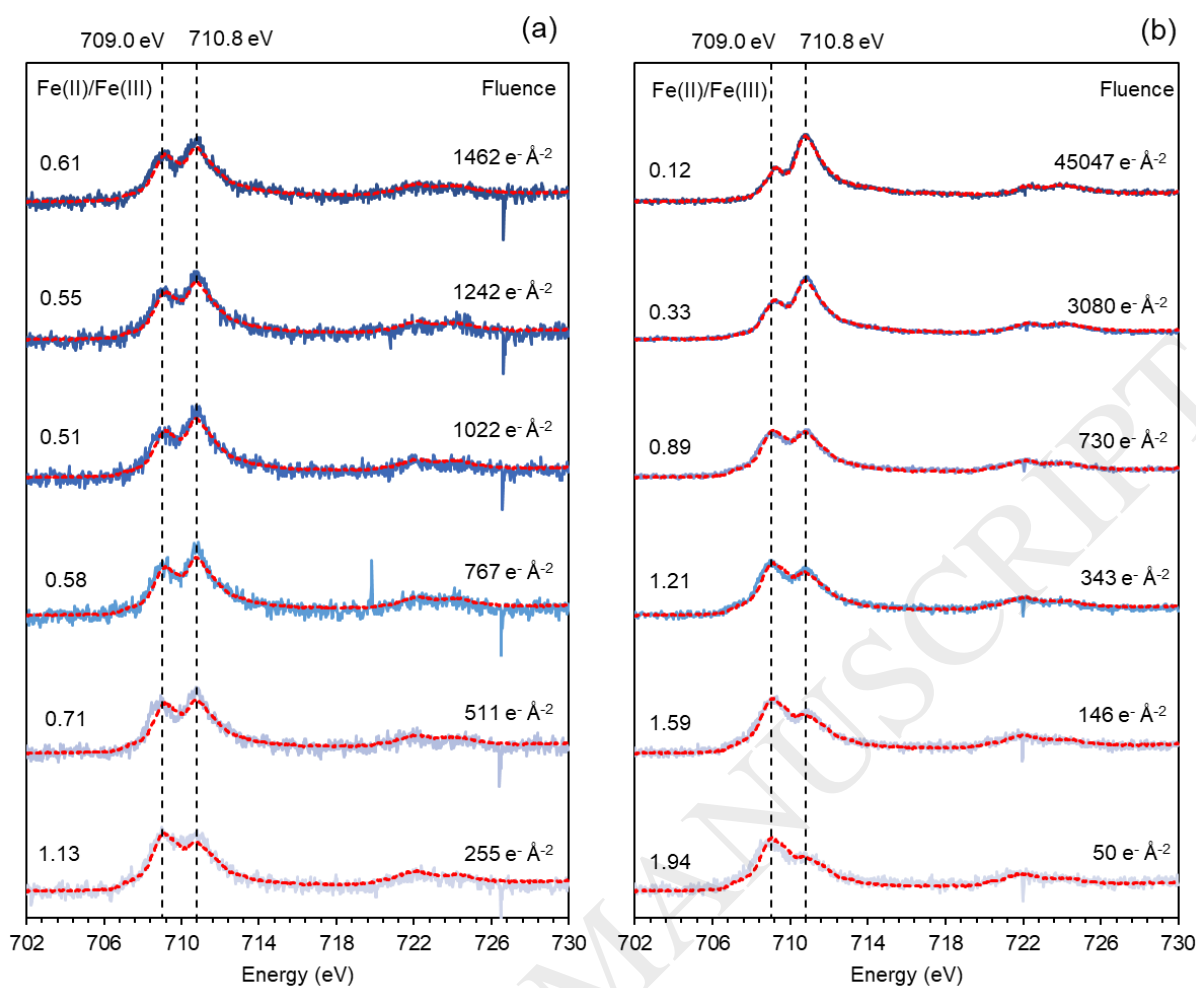 709.0 eV 710.8 eV (a)
Fe(II)/Fe(III) Fluence
0.61 1462 e- Å-2
0.55 1242 e- Å-2
0.51 1022 e- Å-2
0.58 767 e- Å-2
0.71 511 e- Å-2
1.13 255 e- Å-2
702 706 710 714 718 722 726 730
Energy (eV)
709.0 eV 710.8 eV (b)
Fe(II)/Fe(III) Fluence
0.12 45047 e- Å-2
0.33 3080 e- Å-2
0.89 730 e- Å-2
1.21 343 e- Å-2
1.59 146 e- Å-2
1.94 50 e- Å-2
702 706 710 714 718 722 726 730
Energy (eV)
MANUSCRIPT